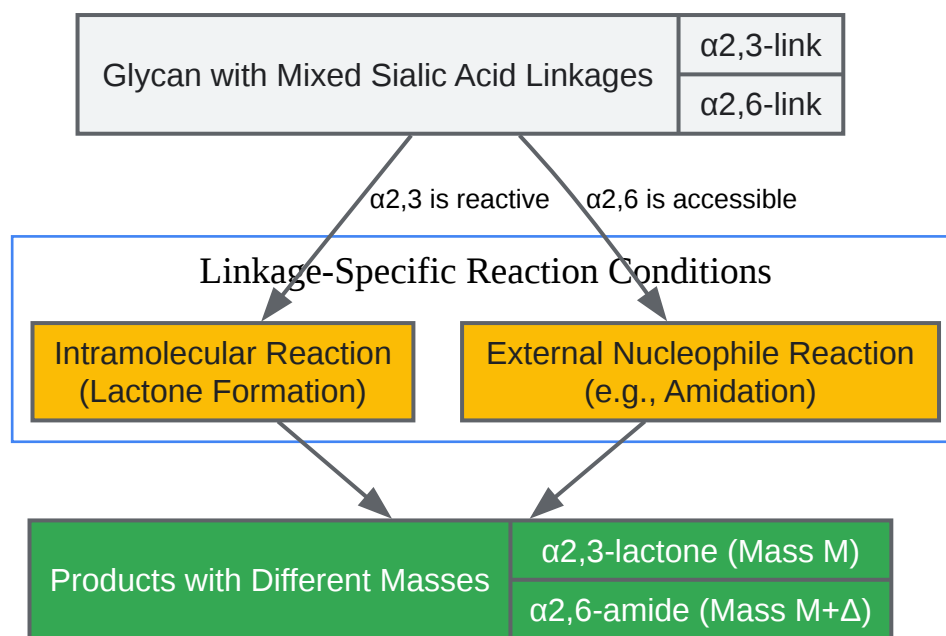 Glycan with Mixed Sialic Acid Linkages
α2,3-link
α2,6-link
α2,3 is reactive
α2,6 is accessible
Linkage-Specific Reaction Conditions
Intramolecular Reaction
(Lactone Formation)
External Nucleophile Reaction
(e.g., Amidation)
Products with Different Masses
α2,3-lactone (Mass M)
α2,6-amide (Mass M+Δ)